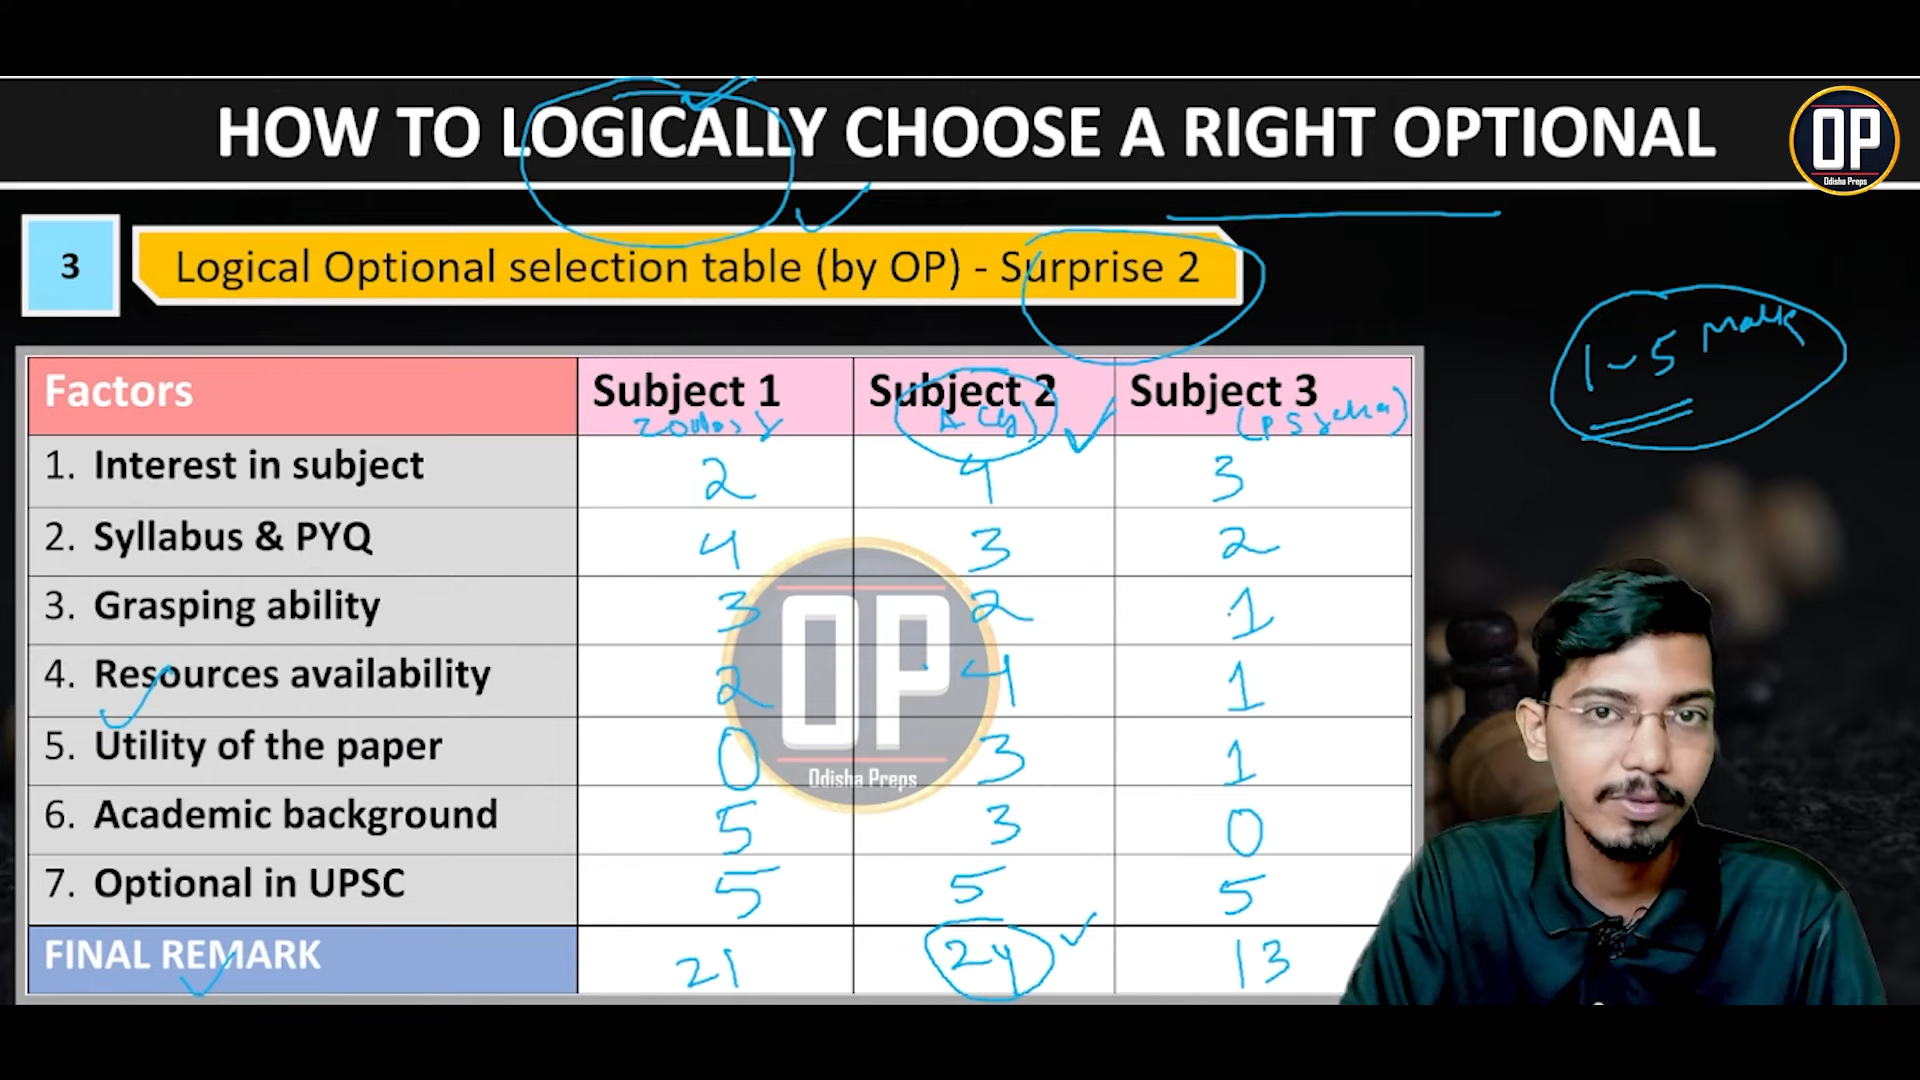 HOW TO LOGICALLY CHOOSE A RIGHT OPTIONAL
OP
Odisha Preps
3
Logical Optional selection table (by OP) - Surprise 2
1-5 Marks
Factors Subject 1 Subject 2 Subject 3
1. Interest in subject 2 4 3
2. Syllabus & PYQ 4 3 2
3. Grasping ability 3 2 1
4. Resources availability 2 4 1
5. Utility of the paper 0 3 1
6. Academic background 5 3 0
7. Optional in UPSC 5 5 5
FINAL REMARK 21 24 13
OP
Odisha Preps